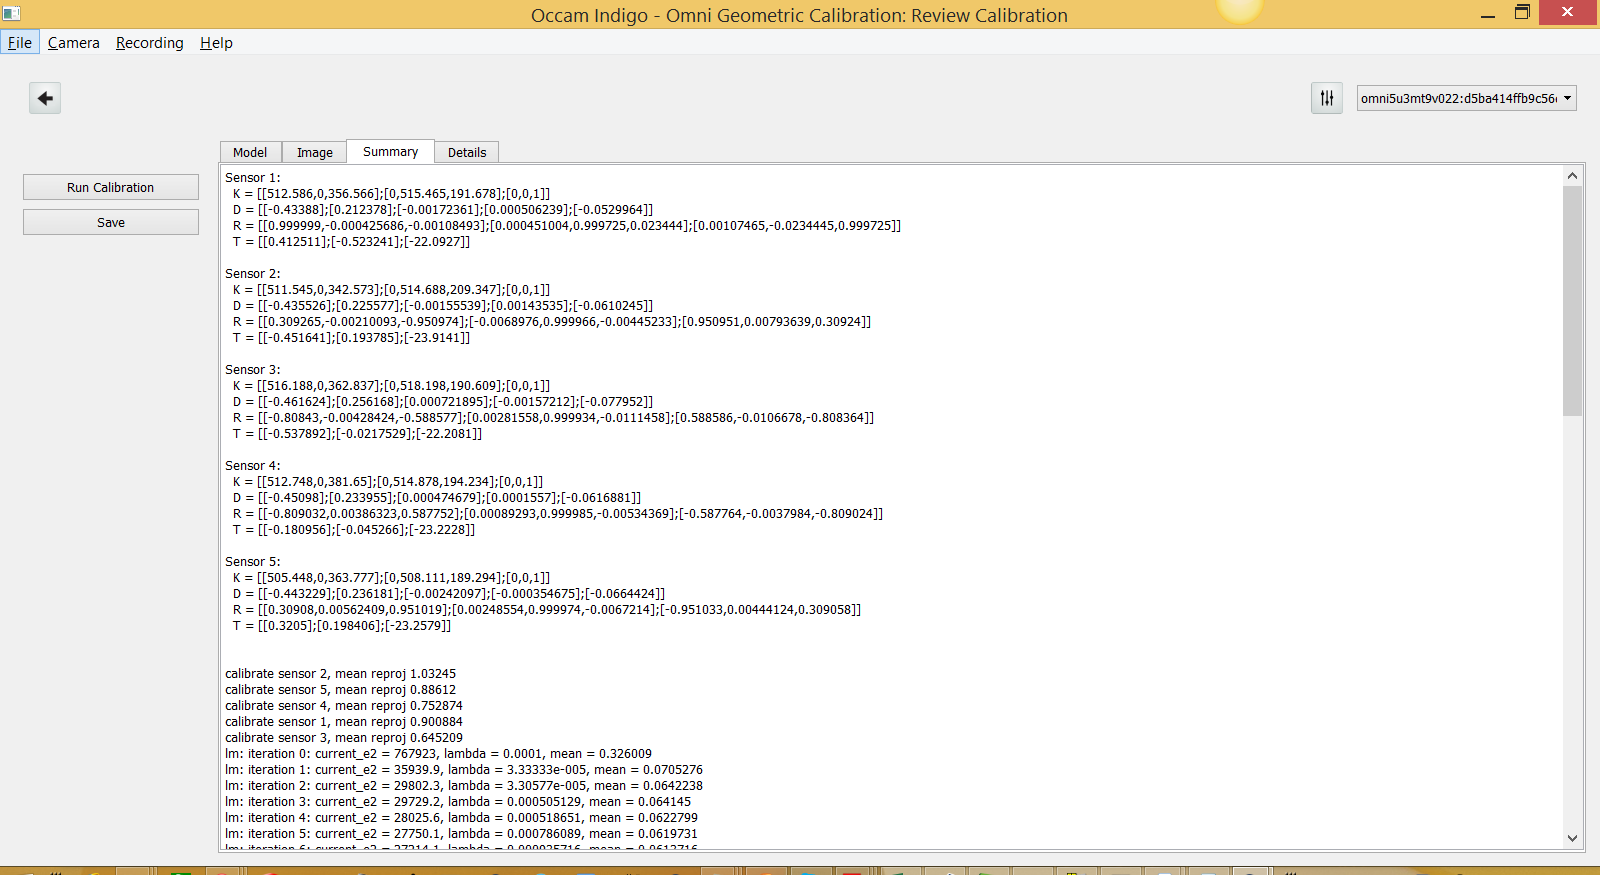 Occam Indigo - Omni Geometric Calibration: Review Calibration
File Camera Recording Help
omni5u3mt9v022:d5ba414ffb9c56
Model Image Summary Details
Run Calibration
Save
Sensor 1:
K = [[512.586,0,356.566];[0,515.465,191.678];[0,0,1]]
D = [[-0.43388];[0.212378];[-0.00172361];[0.000506239];[-0.0529964]]
R = [[0.999999,-0.000425686,-0.00108493];[0.000451004,0.999725,0.023444];[0.00107465,-0.0234445,0.999725]]
T = [[0.412511];[-0.523241];[-22.0927]]
Sensor 2:
K = [[511.545,0,342.573];[0,514.688,209.347];[0,0,1]]
D = [[-0.435526];[0.225577];[-0.00155539];[0.00143535];[-0.0610245]]
R = [[0.309265,-0.00210093,-0.950974];[-0.0068976,0.999966,-0.00445233];[0.950951,0.00793639,0.30924]]
T = [[-0.451641];[0.193785];[-23.9141]]
Sensor 3:
K = [[516.188,0,362.837];[0,518.198,190.609];[0,0,1]]
D = [[-0.461624];[0.256168];[0.000721895];[-0.00157212];[-0.077952]]
R = [[-0.80843,-0.00428424,-0.588577];[0.00281558,0.999934,-0.0111458];[0.588586,-0.0106678,-0.808364]]
T = [[-0.537892];[-0.0217529];[-22.2081]]
Sensor 4:
K = [[512.748,0,381.65];[0,514.878,194.234];[0,0,1]]
D = [[-0.45098];[0.233955];[0.000474679];[0.0001557];[-0.0616881]]
R = [[-0.809032,0.00386323,0.587752];[0.00089293,0.999985,-0.00534369];[-0.587764,-0.0037984,-0.809024]]
T = [[-0.180956];[-0.045266];[-23.2228]]
Sensor 5:
K = [[505.448,0,363.777];[0,508.111,189.294];[0,0,1]]
D = [[-0.443229];[0.236181];[-0.00242097];[-0.000354675];[-0.0664424]]
R = [[0.30908,0.00562409,0.951019];[0.00248554,0.999974,-0.0067214];[-0.951033,0.00444124,0.309058]]
T = [[0.3205];[0.198406];[-23.2579]]
calibrate sensor 2, mean reproj 1.03245
calibrate sensor 5, mean reproj 0.88612
calibrate sensor 4, mean reproj 0.752874
calibrate sensor 1, mean reproj 0.900884
calibrate sensor 3, mean reproj 0.645209
lm: iteration 0: current_e2 = 767923, lambda = 0.0001, mean = 0.326009
lm: iteration 1: current_e2 = 35939.9, lambda = 3.33333e-005, mean = 0.0705276
lm: iteration 2: current_e2 = 29802.3, lambda = 3.30577e-005, mean = 0.0642238
lm: iteration 3: current_e2 = 29729.2, lambda = 0.000505129, mean = 0.064145
lm: iteration 4: current_e2 = 28025.6, lambda = 0.000518651, mean = 0.0622799
lm: iteration 5: current_e2 = 27750.1, lambda = 0.000786089, mean = 0.0619731
lm: iteration 6: current_e2 =